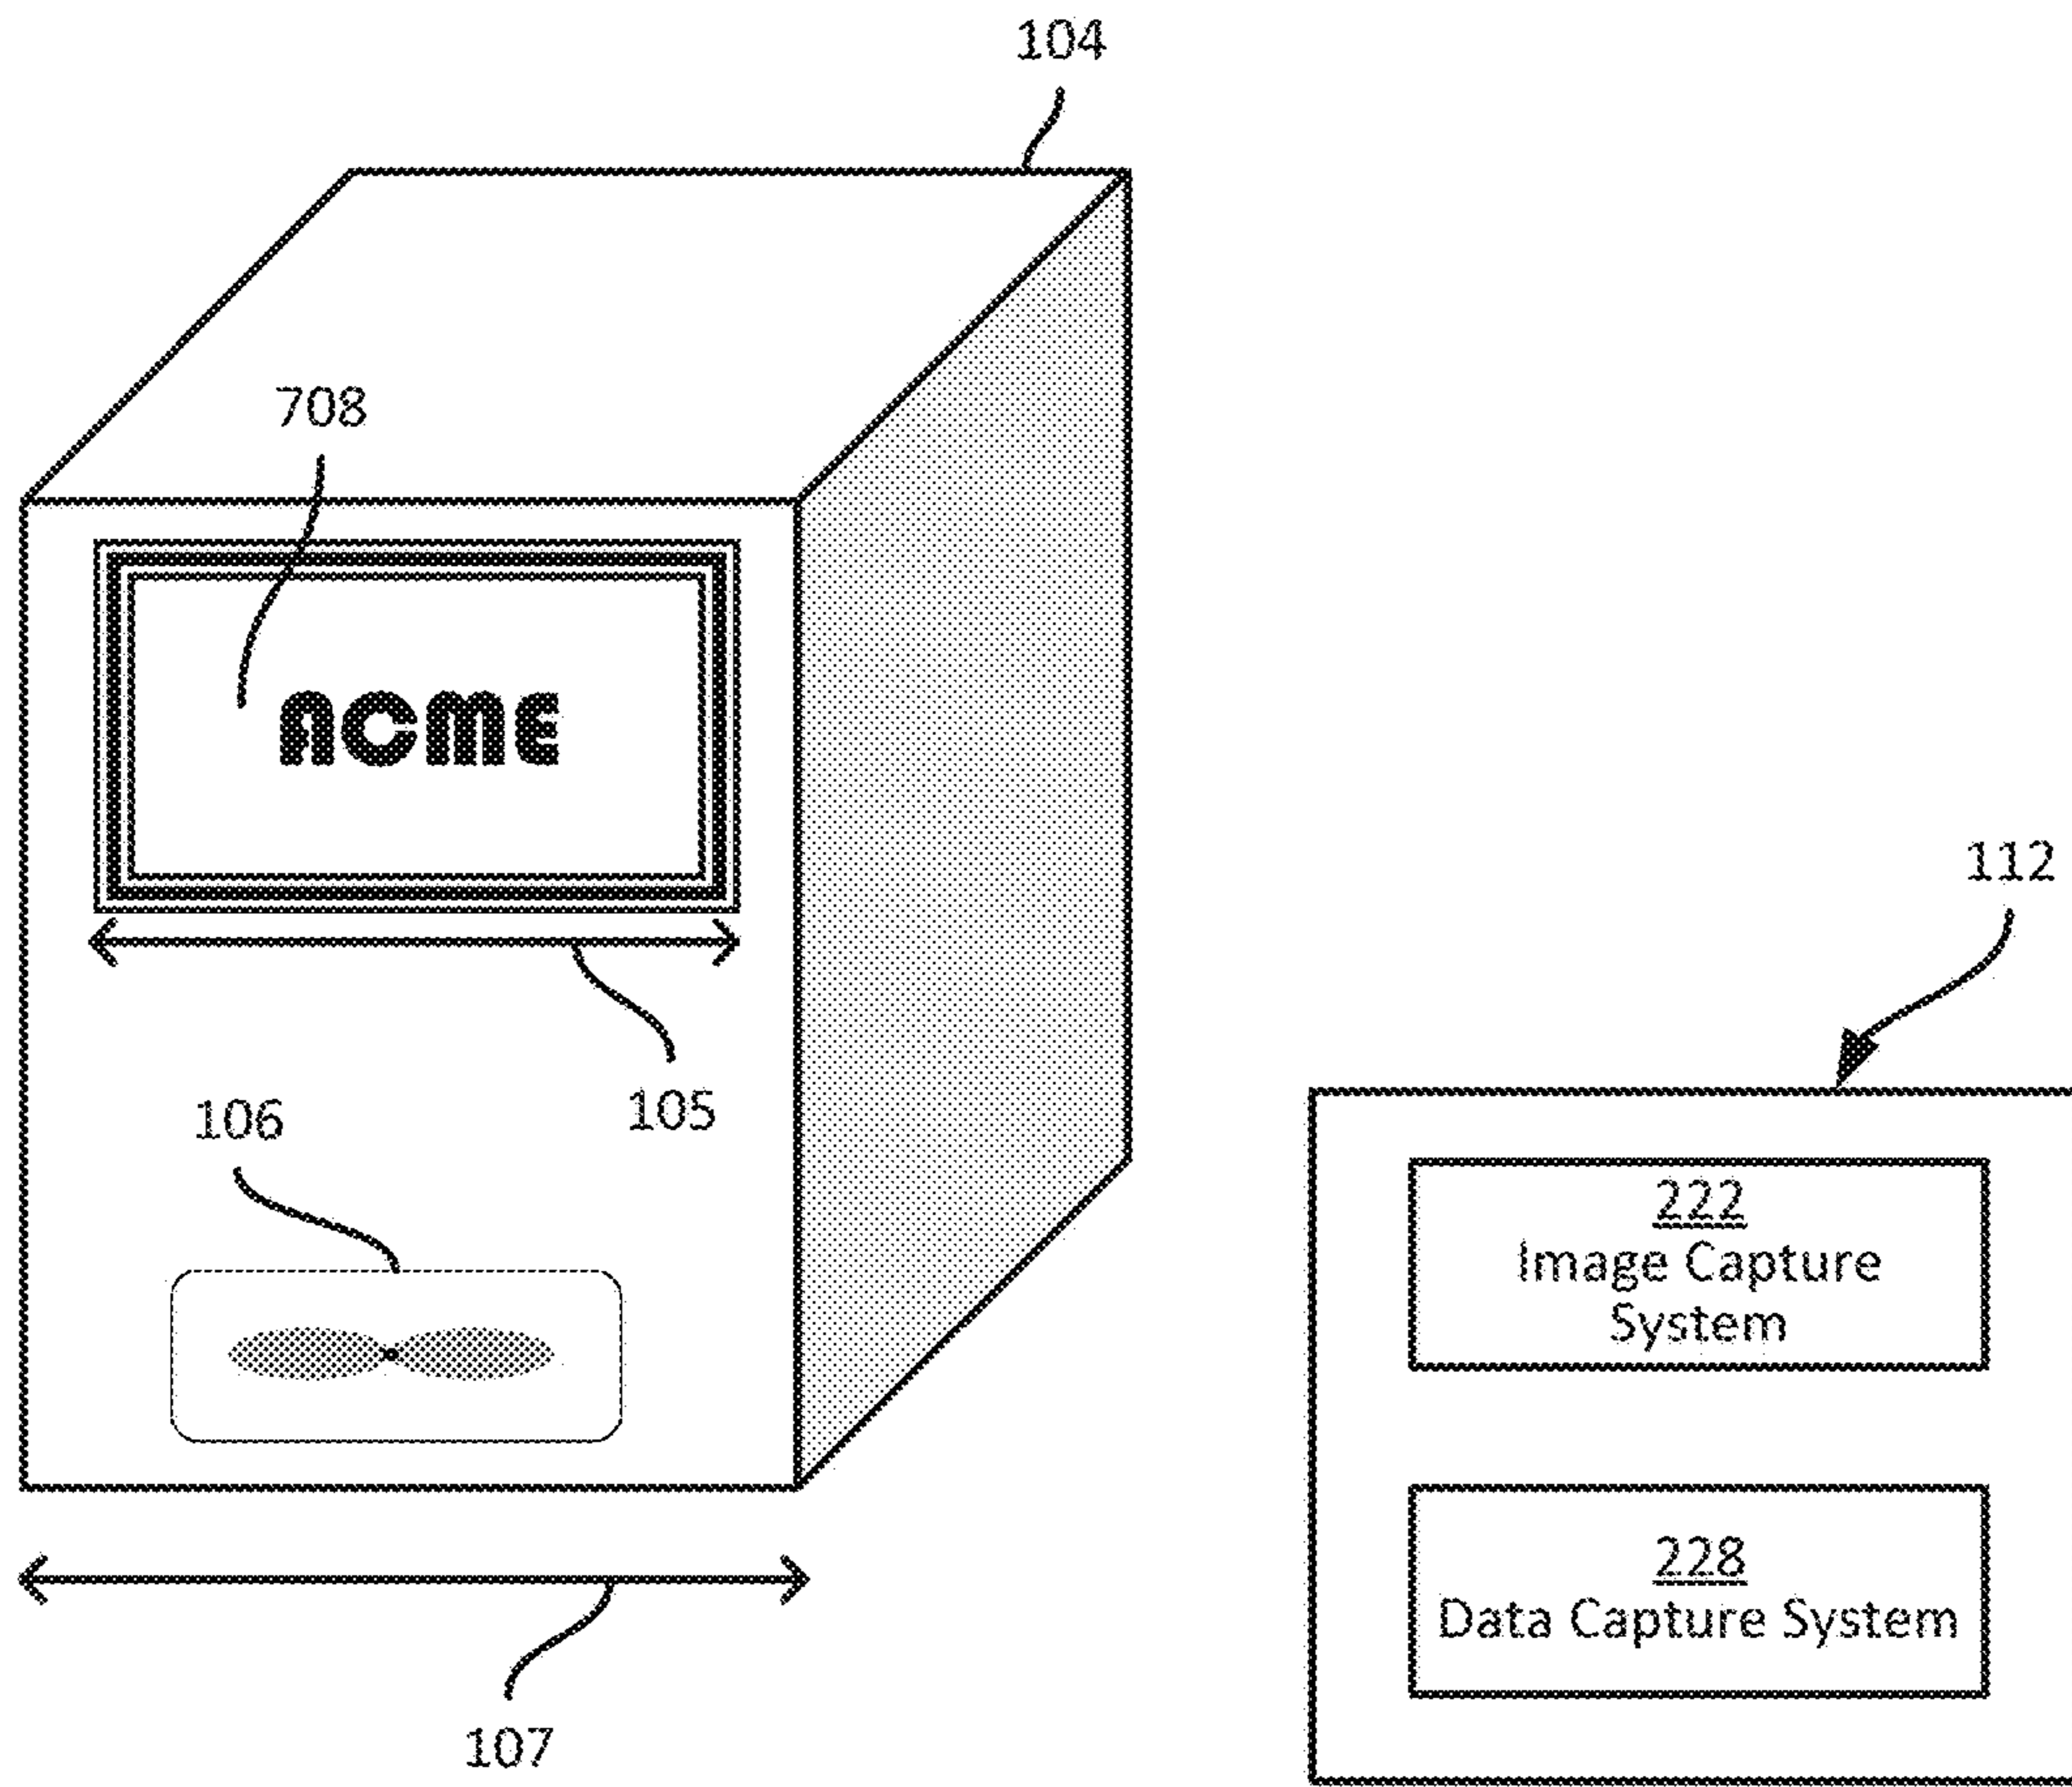 104
708
ACME
105
106
107
112
222
Image Capture
System
228
Data Capture System